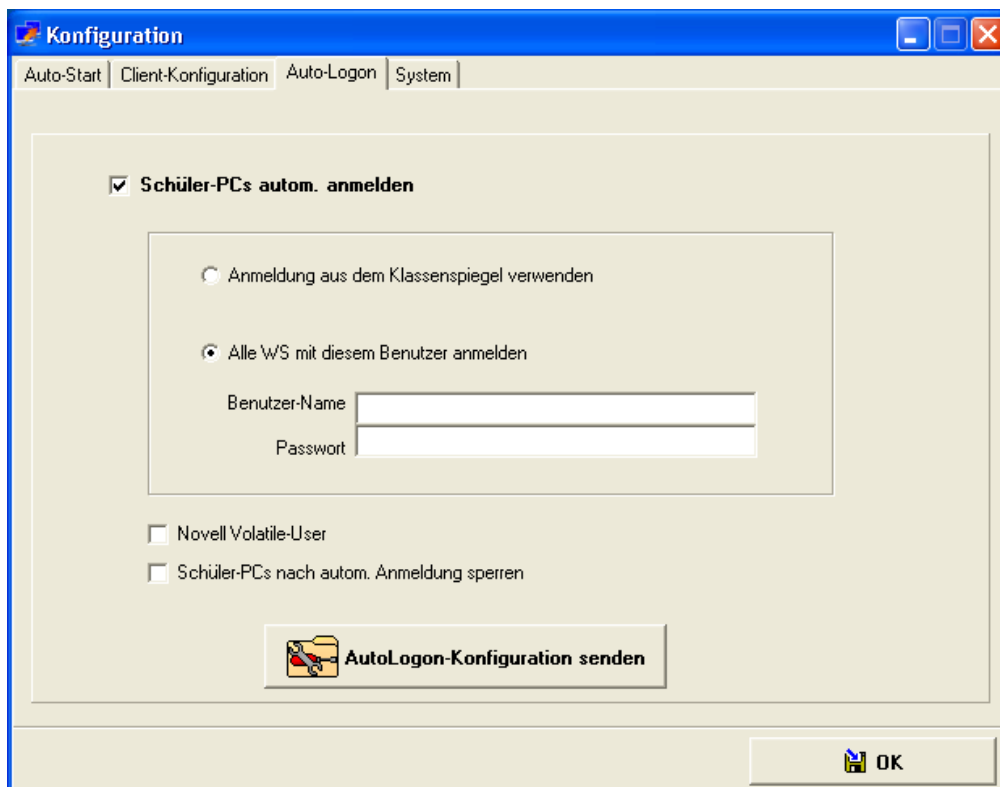 Konfiguration
Auto-Start Client-Konfiguration Auto-Logon System
Schüler-PCs autom. anmelden
Anmeldung aus dem Klassenspiegel verwenden
Alle WS mit diesem Benutzer anmelden
Benutzer-Name
Passwort
Novell Volatile-User
Schüler-PCs nach autom. Anmeldung sperren
AutoLogon-Konfiguration senden
OK